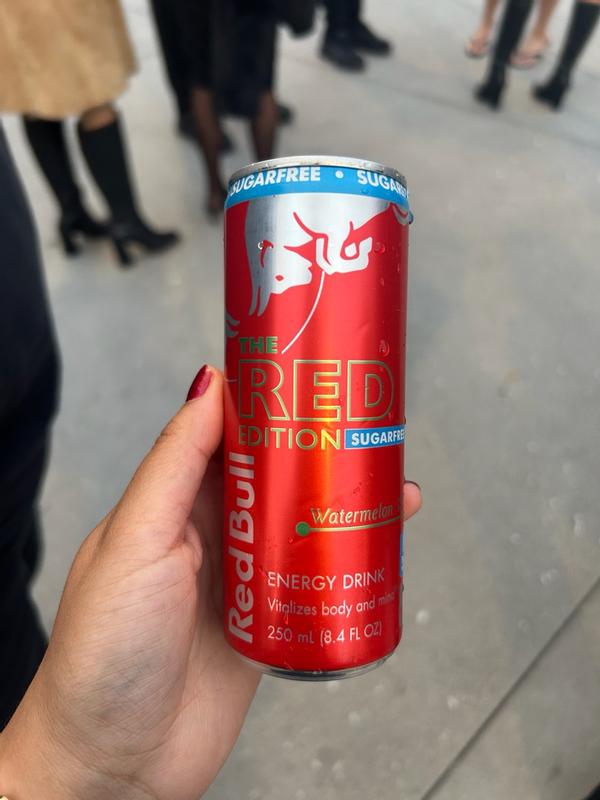 SUGARFREE • SUGARF
THE
RED
EDITION SUGARFREE
Watermelon
Red Bull
ENERGY DRINK
Vitalizes body and mind
250 mL (8.4 FL OZ)